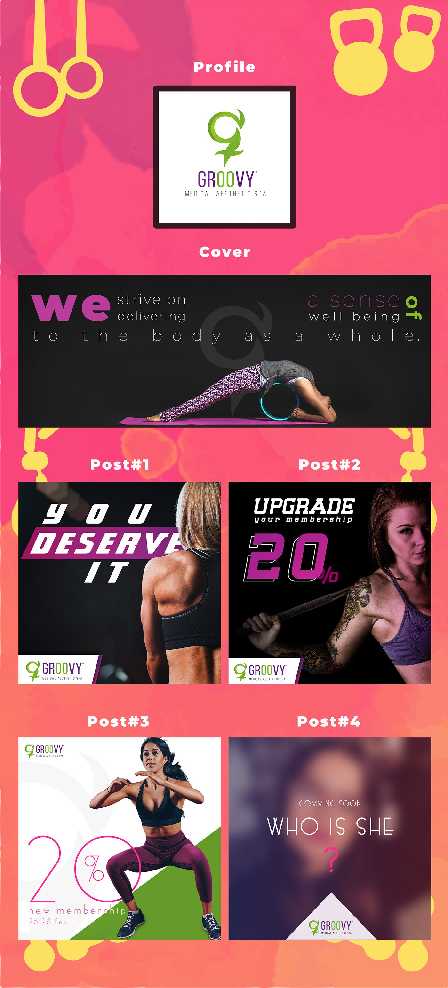 Profile
GROOVY
Cover
we strive on delivering a sense of well being
to the body as a whole.
Post#1
Post#2
YOU
DESERVE
IT
GROOVY
UPGRADE
your membership
20%
GROOVY
Post#3
Post#4
GROOVY
20%
new membership
COMMING SOON
WHO IS SHE
?
GROOVY